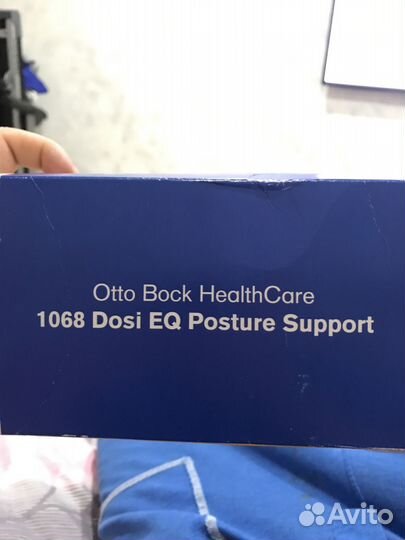 Otto Bock HealthCare
1068 Dosi EQ Posture Support
Avito